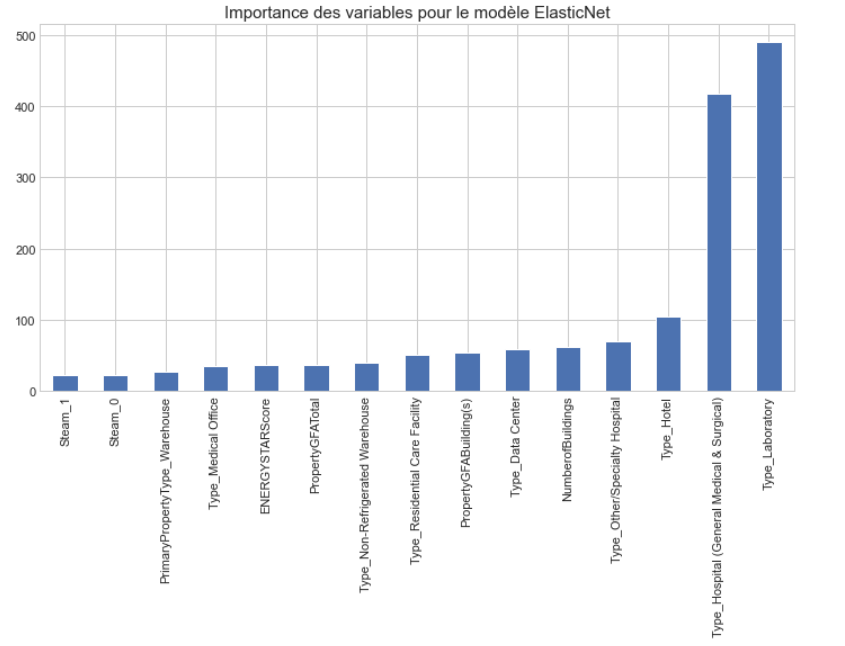 Importance des variables pour le modèle ElasticNet
500
400
300
200
100
0
Steam_1
Steam_0
PrimaryPropertyType_Warehouse
Type_Medical Office
ENERGYSTARScore
PropertyGFATotal
Type_Non-Refrigerated Warehouse
Type_Residential Care Facility
PropertyGFABuilding(s)
Type_Data Center
NumberofBuildings
Type_Other/Specialty Hospital
Type_Hotel
Type_Hospital (General Medical & Surgical)
Type_Laboratory